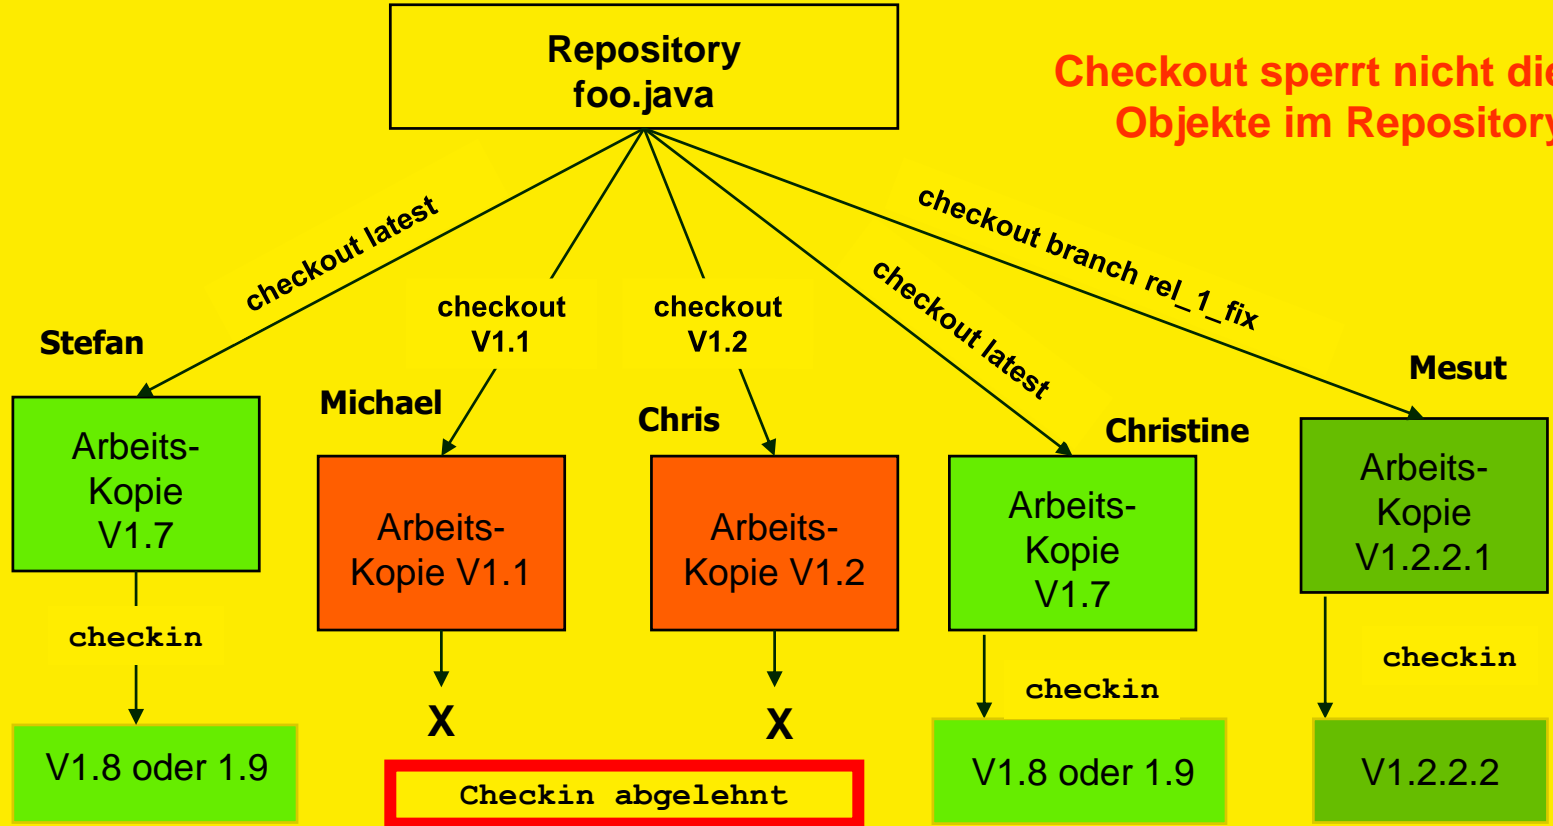 Repository
foo.java
Checkout sperrt nicht die
Objekte im Repository
checkout latest
checkout
V1.1
checkout
V1.2
checkout latest
checkout branch rel_1_fix
Stefan
Arbeits-
Kopie
V1.7
checkin
V1.8 oder 1.9
Michael
Arbeits-
Kopie V1.1
X
Chris
Arbeits-
Kopie V1.2
X
Checkin abgelehnt
Christine
Arbeits-
Kopie
V1.7
checkin
V1.8 oder 1.9
Mesut
Arbeits-
Kopie
V1.2.2.1
checkin
V1.2.2.2